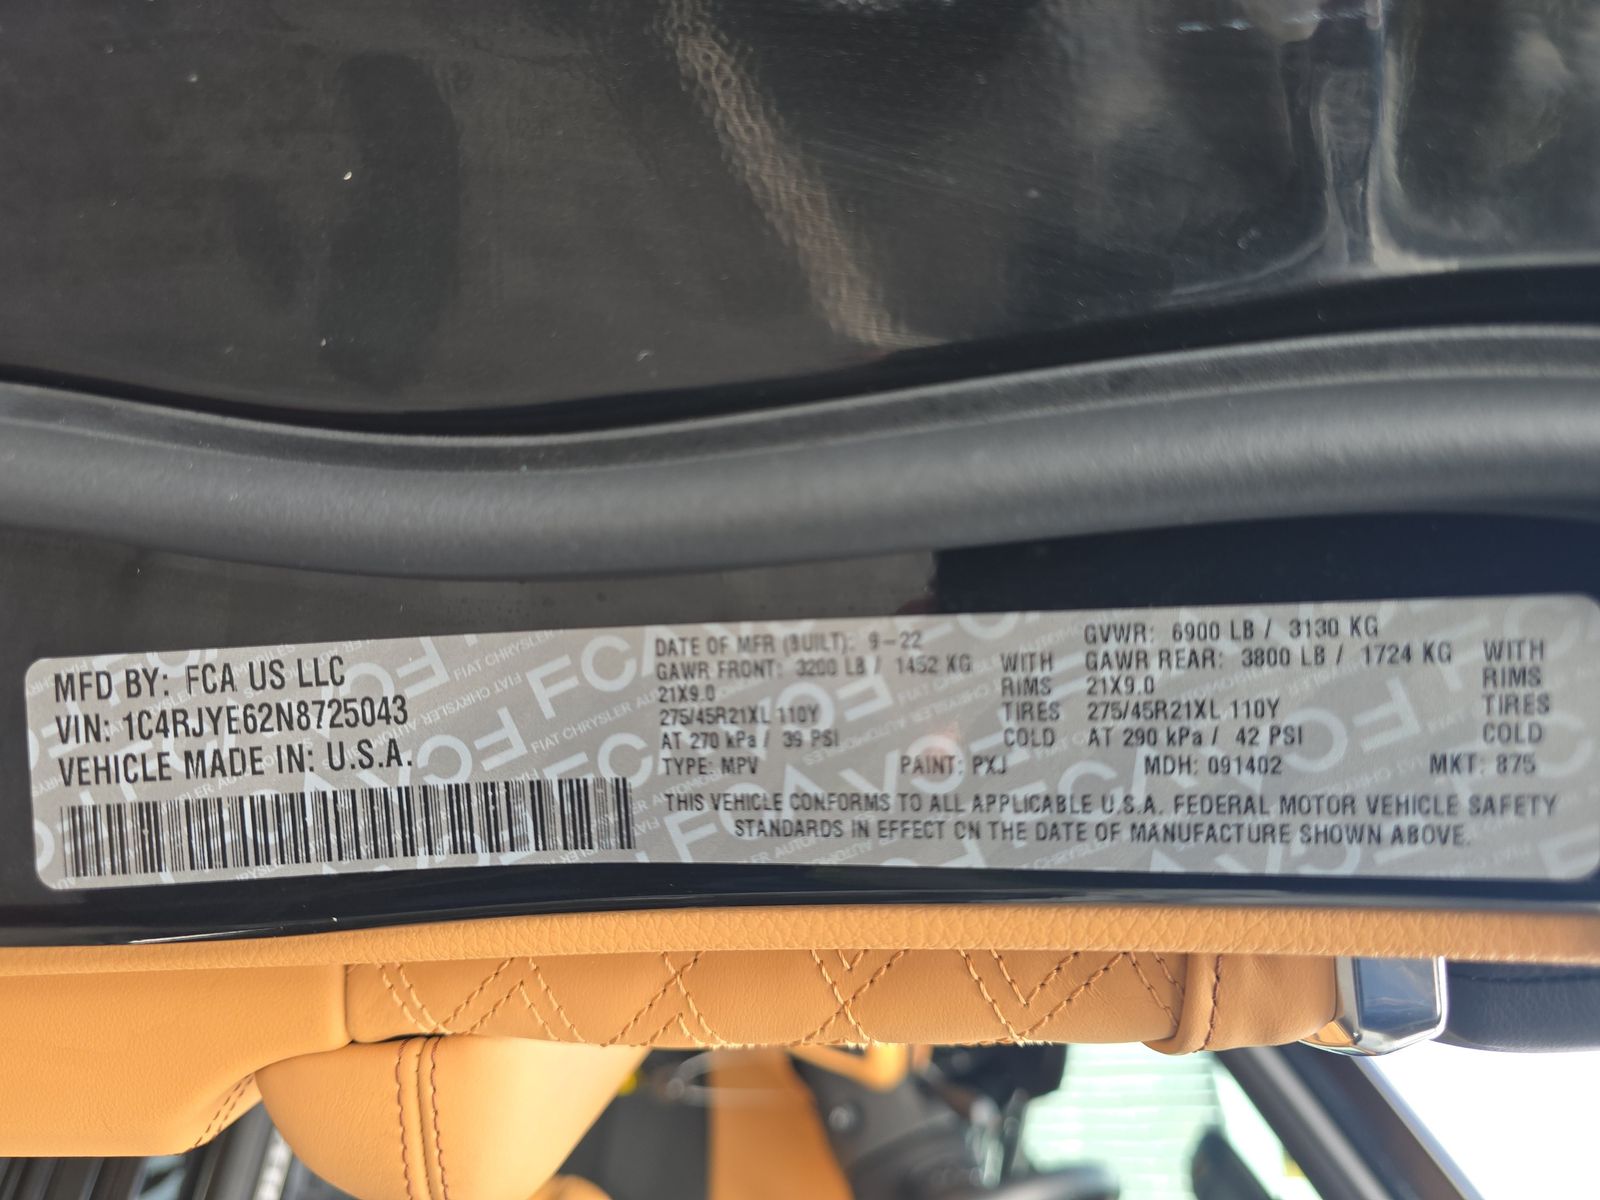 MFD BY: FCA US LLC
VIN: 1C4RJYE62N8725043
VEHICLE MADE IN: U.S.A.
DATE OF MFR (BUILT): 9-22
GAWR FRONT: 3200 LB / 1452 KG WITH
21X9.0 RIMS
275/45R21XL 110Y TIRES
AT 270 kPa / 39 PSI COLD
GVWR: 6900 LB / 3130 KG
GAWR REAR: 3800 LB / 1724 KG WITH
21X9.0 RIMS
275/45R21XL 110Y TIRES
AT 290 kPa / 42 PSI COLD
TYPE: MPV PAINT: PXJ MDH: 091402 MKT: 875
THIS VEHICLE CONFORMS TO ALL APPLICABLE U.S.A. FEDERAL MOTOR VEHICLE SAFETY
STANDARDS IN EFFECT ON THE DATE OF MANUFACTURE SHOWN ABOVE.